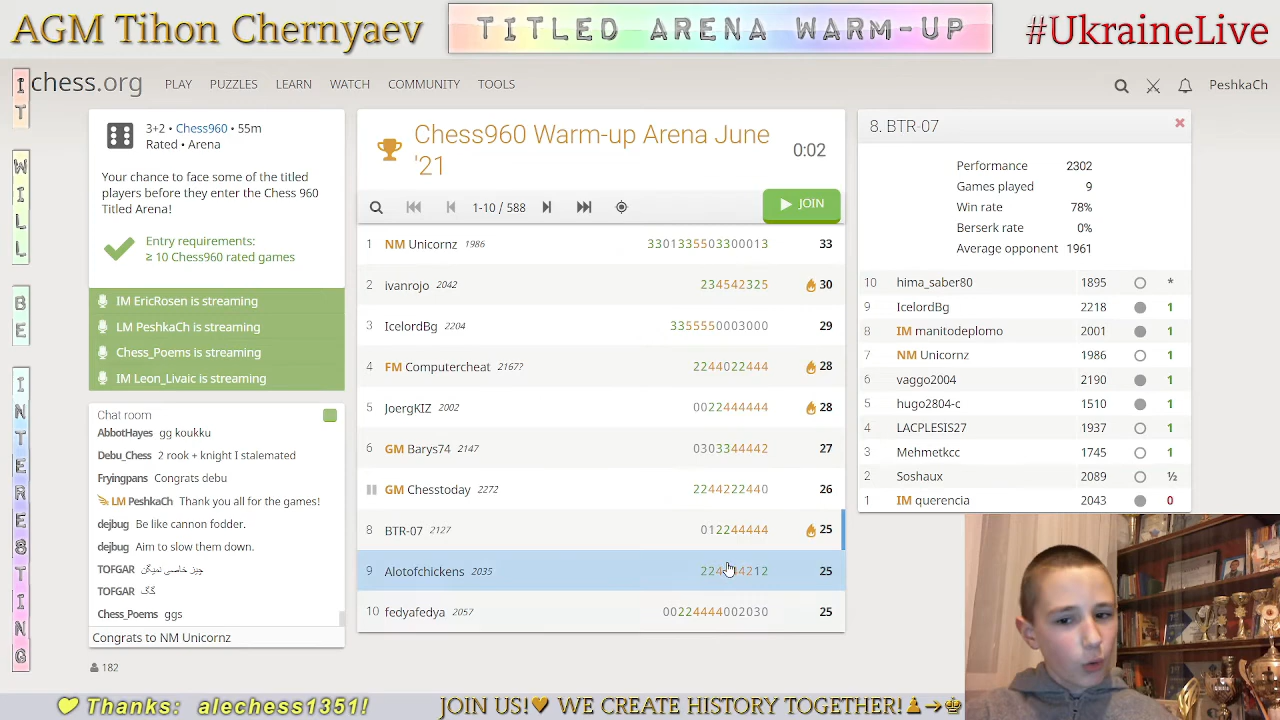 AGM Tihon Chernyaev
TITLED ARENA WARM-UP
#UkraineLive
IT WILL BE INTERESTING
chess.org
PLAY PUZZLES LEARN WATCH COMMUNITY TOOLS
PeshkaCh
3+2 • Chess960 • 55m
Rated • Arena
Your chance to face some of the titled
players before they enter the Chess 960
Titled Arena!
Entry requirements:
≥ 10 Chess960 rated games
IM EricRosen is streaming
LM PeshkaCh is streaming
Chess_Poems is streaming
IM Leon_Livaic is streaming
Chat room
AbbotHayes gg koukku
Debu_Chess 2 rook + knight I stalemated
Fryingpans Congrats debu
LM PeshkaCh Thank you all for the games!
dejbug Be like cannon fodder.
dejbug Aim to slow them down.
TOFGAR چیز خاصی نمیگن
TOFGAR گگ
Chess_Poems ggs
Congrats to NM Unicornz
182
Chess960 Warm-up Arena June
'21
0:02
1-10 / 588
JOIN
1 NM Unicornz 1986 3301335503300013 33
2 ivanrojo 2042 234542325 30
3 IcelordBg 2204 3355550003000 29
4 FM Computercheat 2167? 2244022444 28
5 JoergKIZ 2002 0022444444 28
6 GM Barys74 2147 0303344442 27
7 GM Chesstoday 2272 2244222440 26
8 BTR-07 2127 012244444 25
9 Alotofchickens 2035 25
10 fedyafedya 2057 00224444002030 25
8. BTR-07
Performance 2302
Games played 9
Win rate 78%
Berserk rate 0%
Average opponent 1961
10 hima_saber80 1895 *
9 IcelordBg 2218 1
8 IM manitodeplomo 2001 1
7 NM Unicornz 1986 1
6 vaggo2004 2190 1
5 hugo2804-c 1510 1
4 LACPLESIS27 1937 1
3 Mehmetkcc 1745 1
2 Soshaux 2089 ½
1 IM querencia 2043 0
Thanks: alechess1351!
JOIN US! WE CREATE HISTORY TOGETHER!